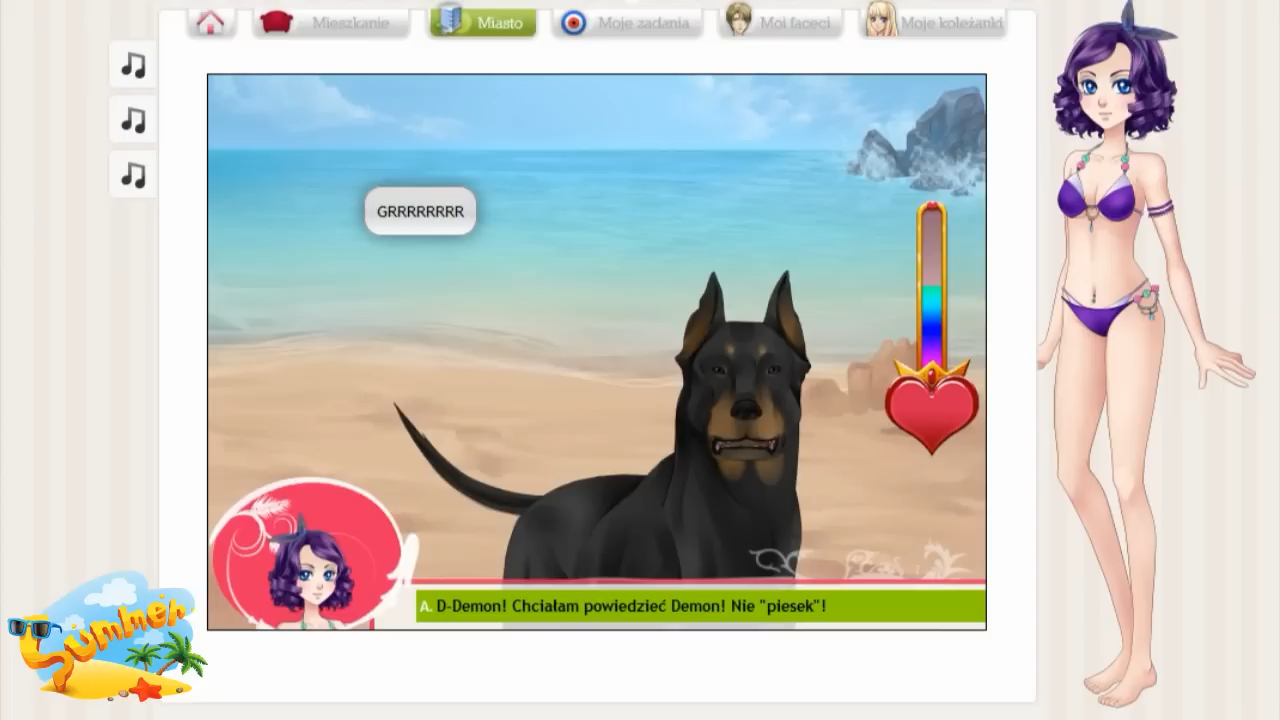 Mieszkanie
Miasto
Moje zadania
Moi faceci
Moje koleżanki
GRRRRRRRR
A. D-Demon! Chciałam powiedzieć Demon! Nie "piesek"!
Summer